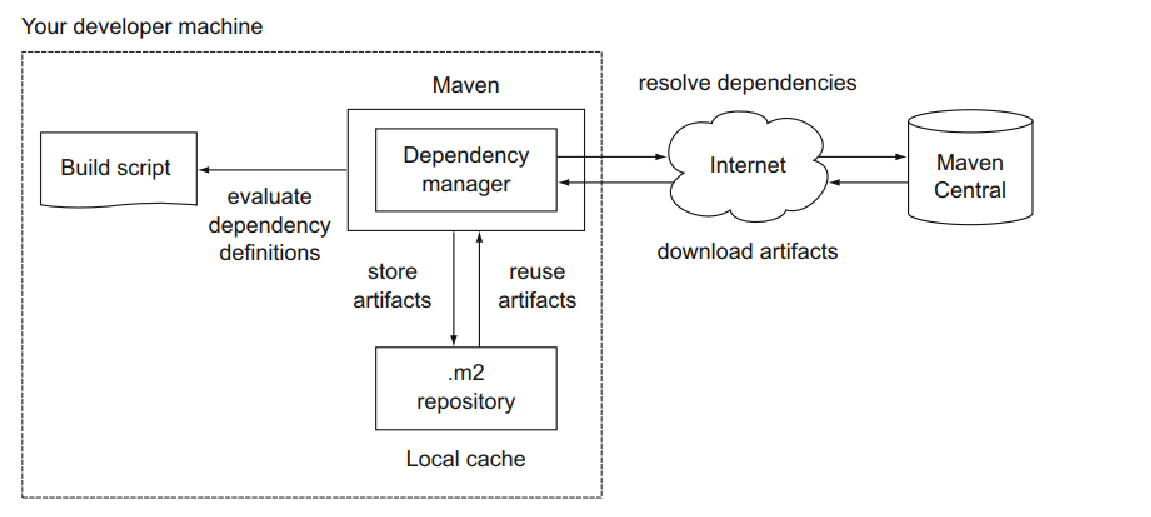 Your developer machine
Maven
resolve dependencies
Build script
Dependency
manager
Internet
Maven
Central
evaluate
dependency
definitions
download artifacts
store
artifacts
reuse
artifacts
.m2
repository
Local cache